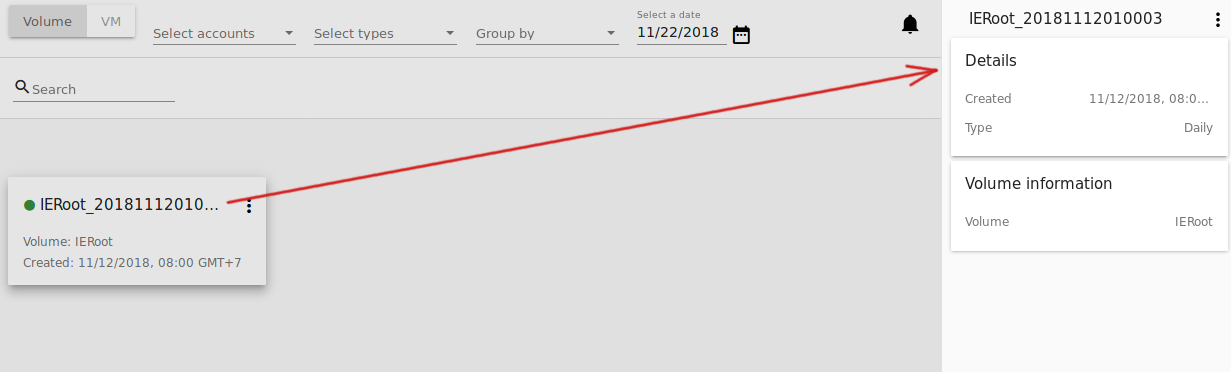 Volume VM
Select accounts
Select types
Group by
Select a date
11/22/2018
Search
IERoot_20181112010...
Volume: IERoot
Created: 11/12/2018, 08:00 GMT+7
IERoot_20181112010003
Details
Created 11/12/2018, 08:0...
Type Daily
Volume information
Volume IERoot